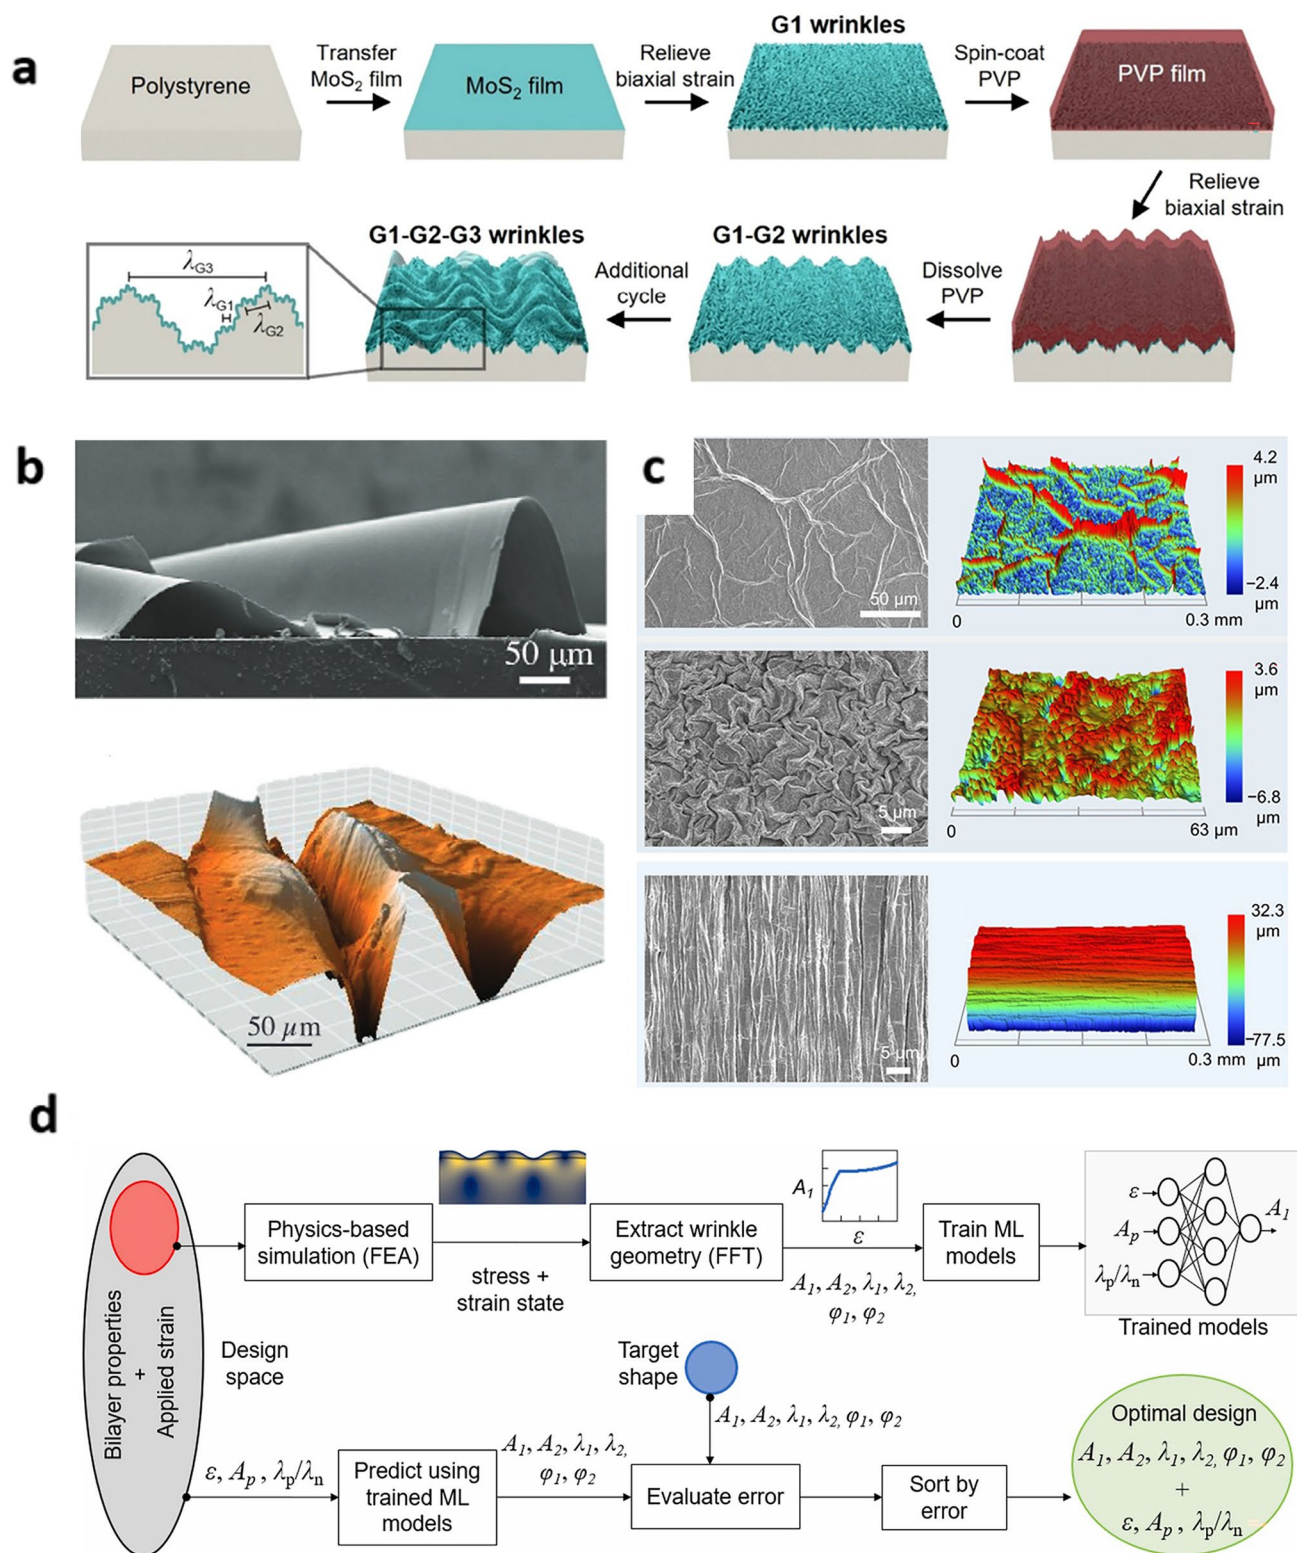 a
Polystyrene
Transfer
MoS₂ film
MoS₂ film
Relieve
biaxial strain
G1 wrinkles
Spin-coat
PVP
PVP film
Relieve
biaxial strain
G1-G2-G3 wrinkles
Additional
cycle
G1-G2 wrinkles
Dissolve
PVP
λG3
λG1
λG2
b
50 μm
50 μm
c
50 μm
4.2
μm
−2.4
μm
0
0.3 mm
5 μm
3.6
μm
−6.8
μm
0
63 μm
5 μm
32.3
μm
−77.5
μm
0
0.3 mm
d
Bilayer properties
+
Applied strain
Design
space
Physics-based
simulation (FEA)
stress +
strain state
Extract wrinkle
geometry (FFT)
A₁
ε
A₁, A₂, λ₁, λ₂,
φ₁, φ₂
Train ML
models
ε
Aₚ
λₚ/λₙ
A₁
Trained models
ε, Aₚ, λₚ/λₙ
Predict using
trained ML
models
A₁, A₂, λ₁, λ₂,
φ₁, φ₂
Target
shape
A₁, A₂, λ₁, λ₂, φ₁, φ₂
Evaluate error
Sort by
error
Optimal design
A₁, A₂, λ₁, λ₂, φ₁, φ₂
+
ε, Aₚ, λₚ/λₙ